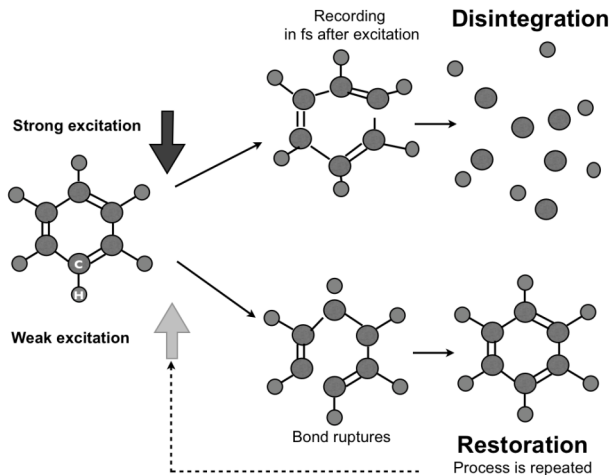 Recording
in fs after excitation
Disintegration
Strong excitation
C
H
Weak excitation
Bond ruptures
Restoration
Process is repeated